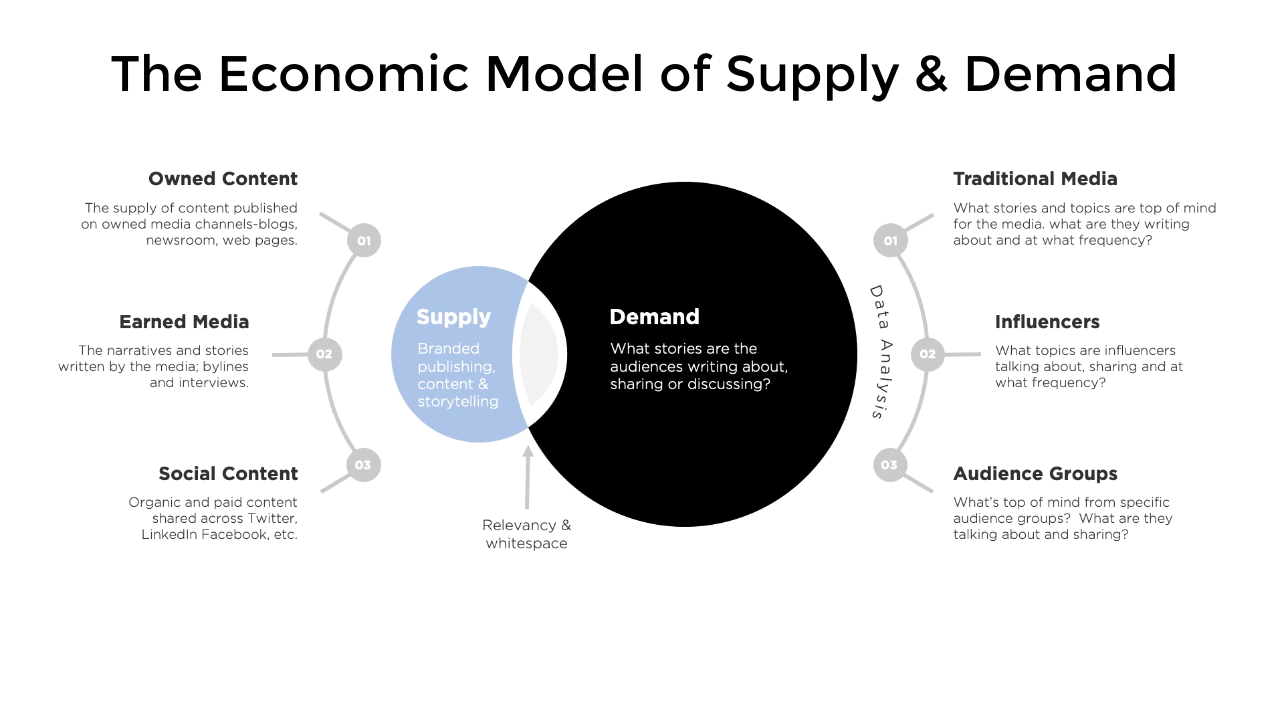 The Economic Model of Supply & Demand
Owned Content
The supply of content published
on owned media channels-blogs,
newsroom, web pages.
01
Earned Media
The narratives and stories
written by the media; bylines
and interviews.
02
Social Content
Organic and paid content
shared across Twitter,
LinkedIn Facebook, etc.
03
Supply
Branded
publishing,
content &
storytelling
Relevancy &
whitespace
Demand
What stories are the
audiences writing about,
sharing or discussing?
Data Analysis
01
Traditional Media
What stories and topics are top of mind
for the media. what are they writing
about and at what frequency?
02
Influencers
What topics are influencers
talking about, sharing and at
what frequency?
03
Audience Groups
What's top of mind from specific
audience groups?  What are they
talking about and sharing?